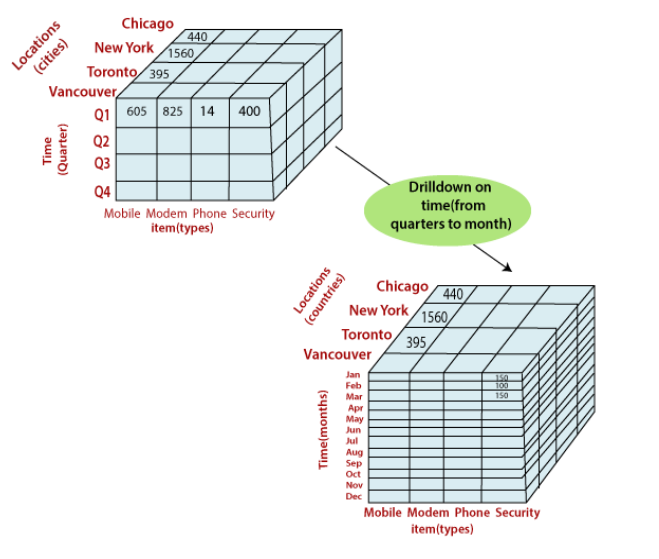 Locations
(cities)
Chicago
440
New York
1560
Toronto
395
Vancouver
Time
(Quarter)
Q1
605 825 14 400
Q2
Q3
Q4
Mobile Modem Phone Security
item(types)
Drilldown on
time(from
quarters to month)
Locations
(countries)
Chicago
440
New York
1560
Toronto
395
Vancouver
Time(months)
Jan 150
Feb 100
Mar 150
Apr
May
Jun
Jul
Aug
Sep
Oct
Nov
Dec
Mobile Modem Phone Security
item(types)